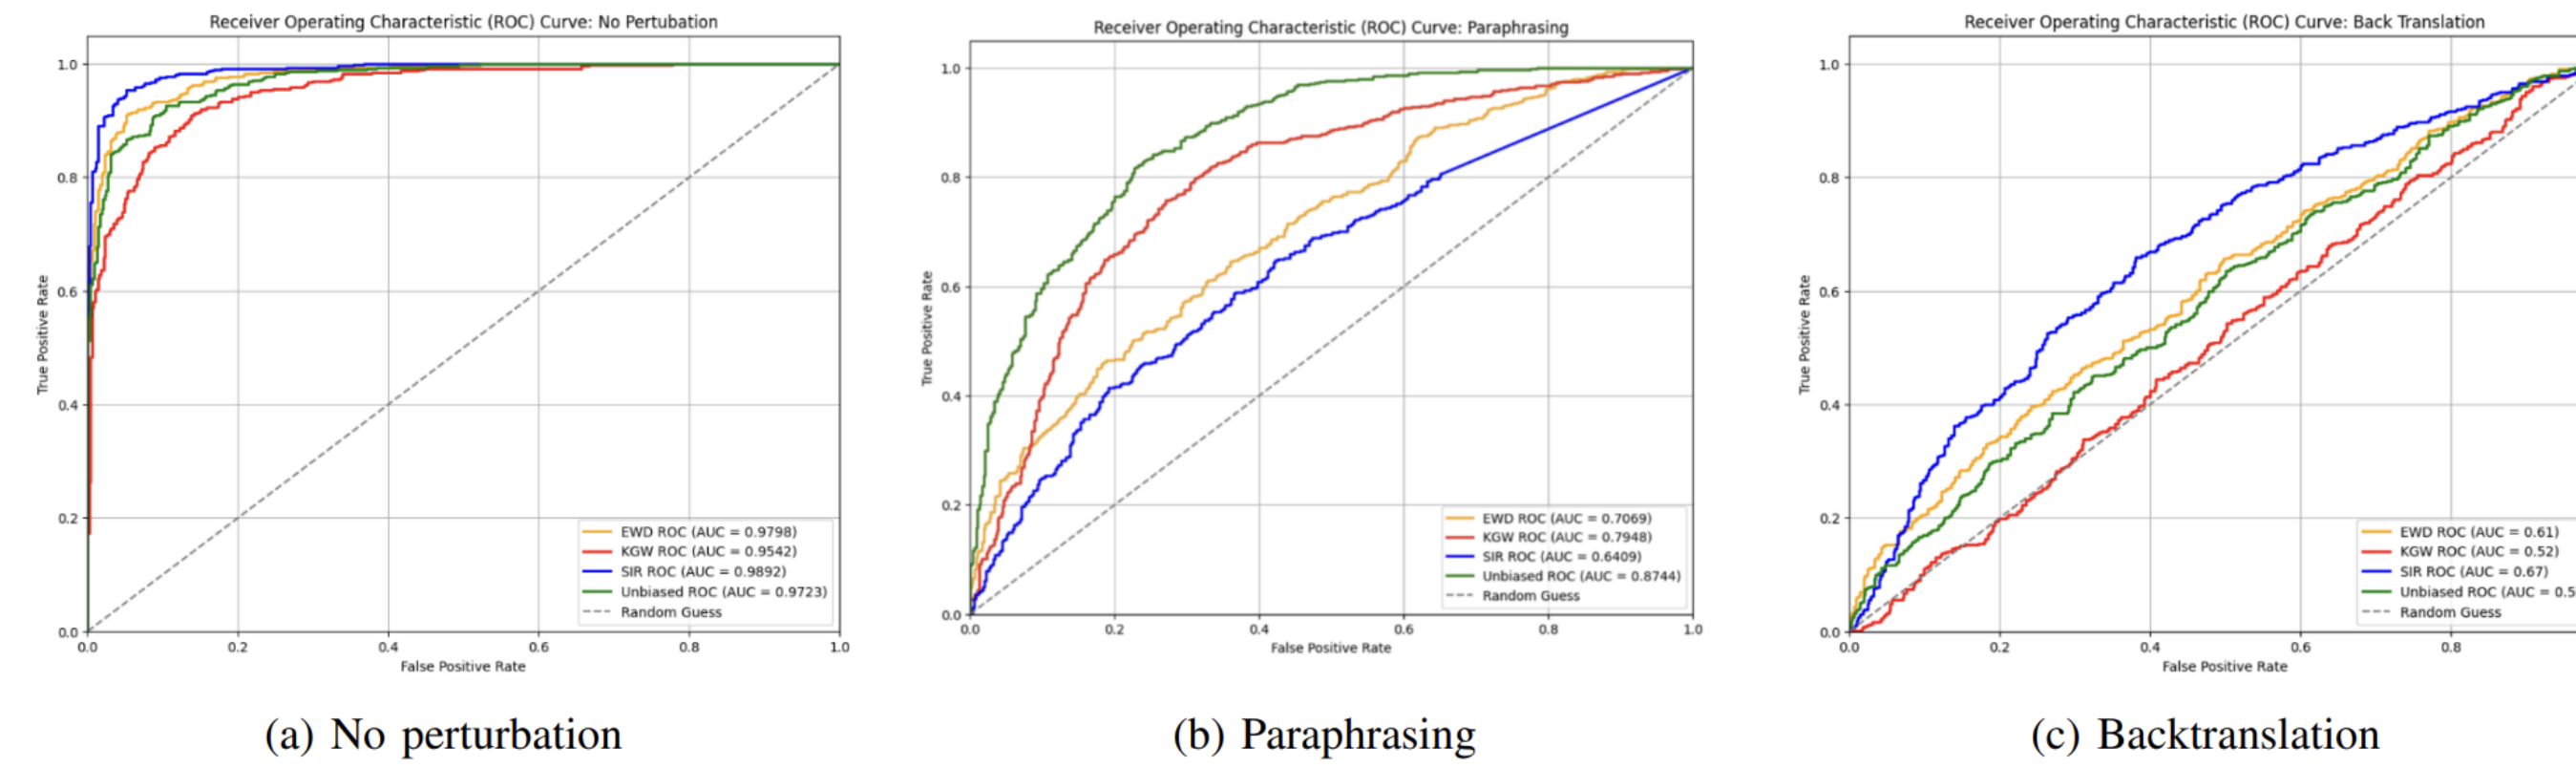 Receiver Operating Characteristic (ROC) Curve: No Pertubation
1.0
0.8
0.6
0.4
0.2
0.0
True Positive Rate
EWD ROC (AUC = 0.9798)
KGW ROC (AUC = 0.9542)
SIR ROC (AUC = 0.9892)
Unbiased ROC (AUC = 0.9723)
Random Guess
0.0 0.2 0.4 0.6 0.8 1.0
False Positive Rate
(a) No perturbation
Receiver Operating Characteristic (ROC) Curve: Paraphrasing
1.0
0.8
0.6
0.4
0.2
0.0
True Positive Rate
EWD ROC (AUC = 0.7069)
KGW ROC (AUC = 0.7948)
SIR ROC (AUC = 0.6409)
Unbiased ROC (AUC = 0.8744)
Random Guess
0.0 0.2 0.4 0.6 0.8 1.0
False Positive Rate
(b) Paraphrasing
Receiver Operating Characteristic (ROC) Curve: Back Translation
1.0
0.8
0.6
0.4
0.2
0.0
True Positive Rate
EWD ROC (AUC = 0.61)
KGW ROC (AUC = 0.52)
SIR ROC (AUC = 0.67)
Unbiased ROC (AUC = 0.5
Random Guess
0.0 0.2 0.4 0.6 0.8
False Positive Rate
(c) Backtranslation